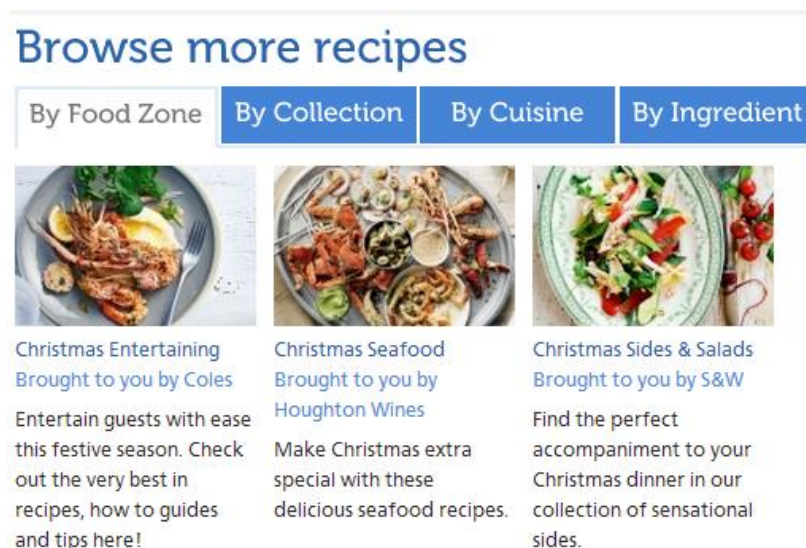 Browse more recipes
By Food Zone
By Collection
By Cuisine
By Ingredient
Christmas Entertaining
Brought to you by Coles
Entertain guests with ease
this festive season. Check
out the very best in
recipes, how to guides
and tips here!
Christmas Seafood
Brought to you by
Houghton Wines
Make Christmas extra
special with these
delicious seafood recipes.
Christmas Sides & Salads
Brought to you by S&W
Find the perfect
accompaniment to your
Christmas dinner in our
collection of sensational
sides.